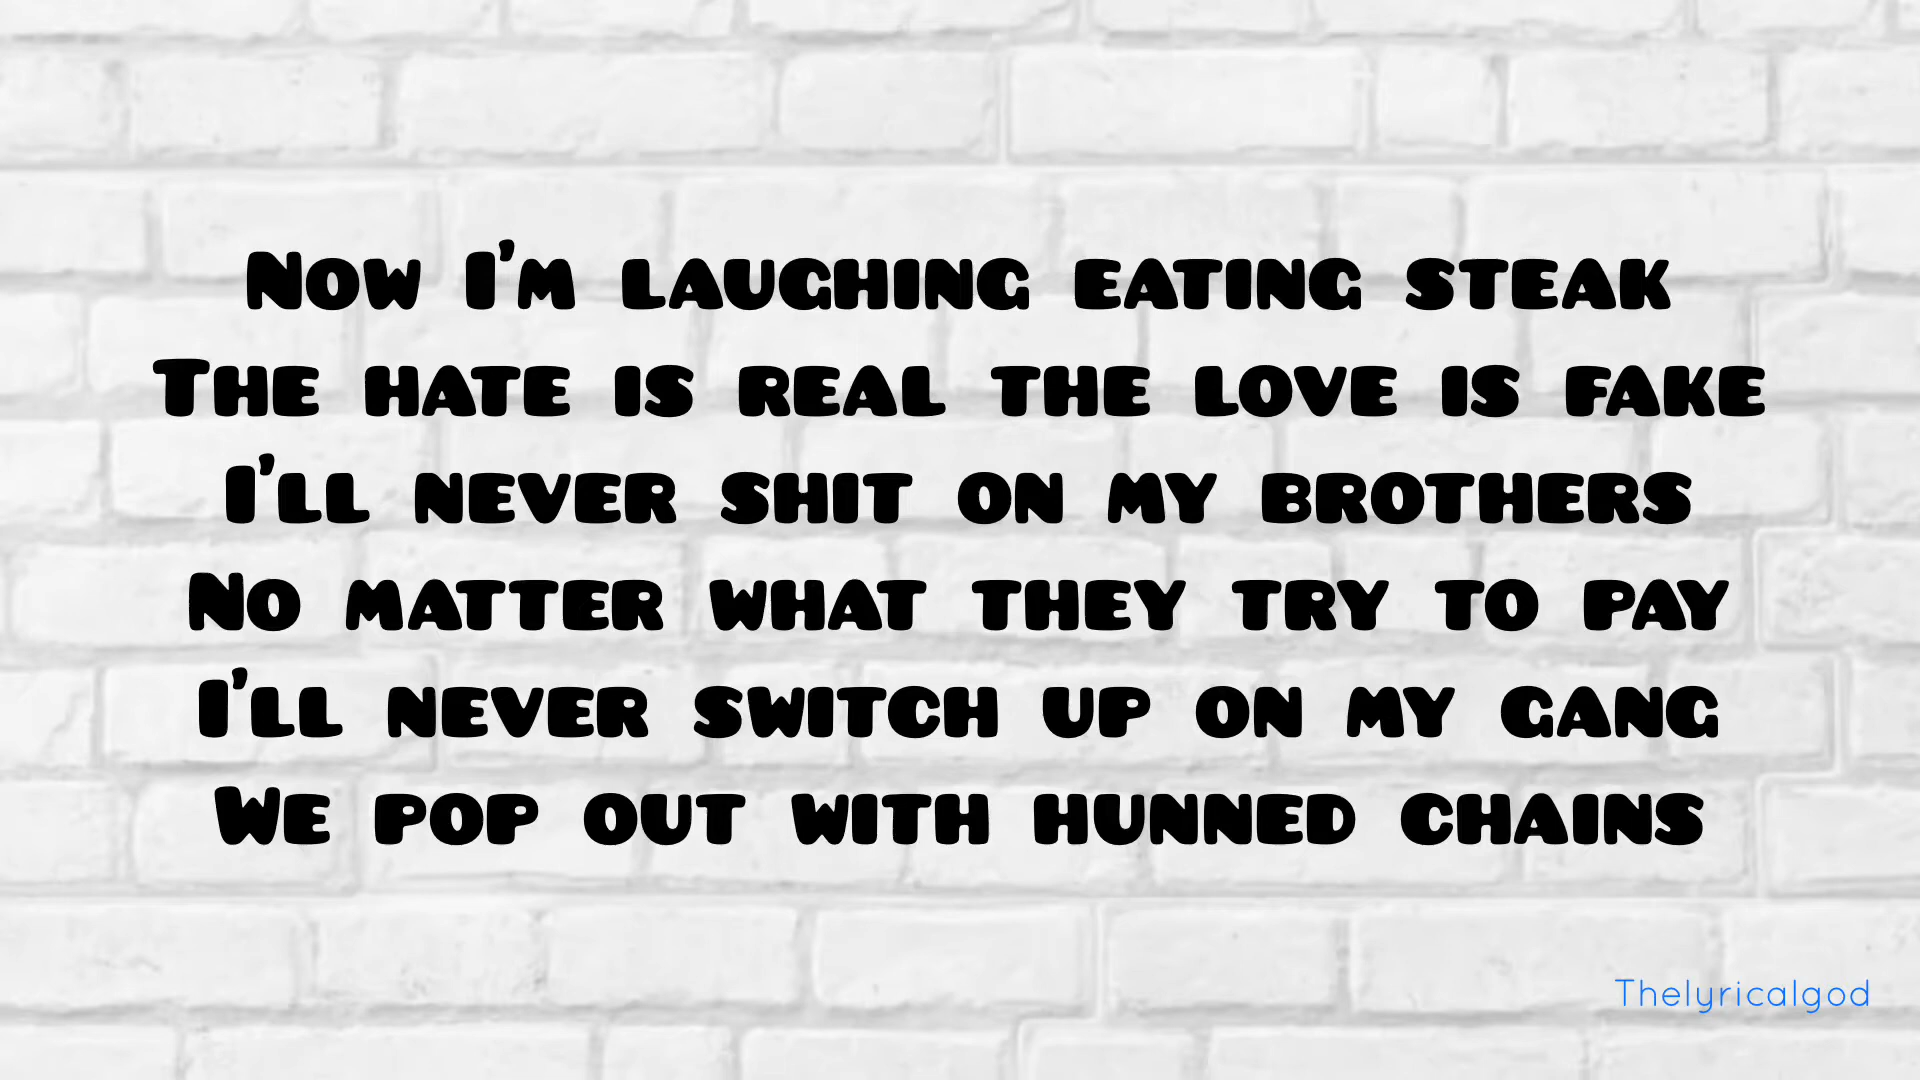 Now I'm laughing eating steak
The hate is real the love is fake
I'll never shit on my brothers
No matter what they try to pay
I'll never switch up on my gang
We pop out with hunned chains
Thelyricalgod